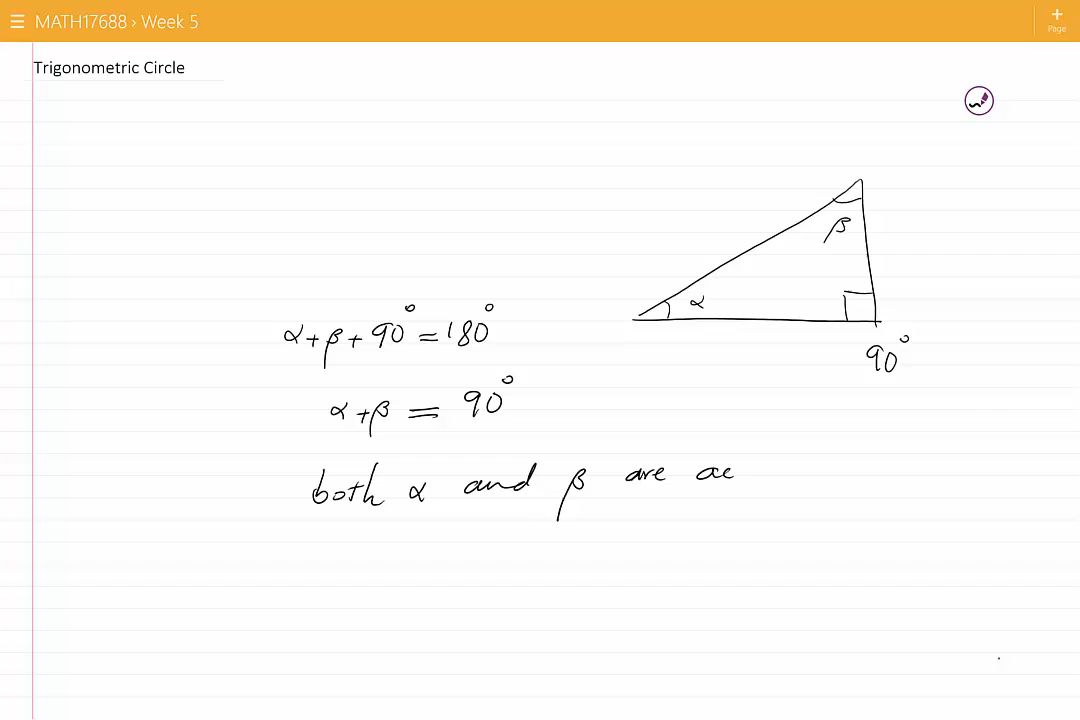 MATH17688 › Week 5
Page
Trigonometric Circle
β
α
α+β+90°=180°
90°
α+β = 90°
both α and β are ac